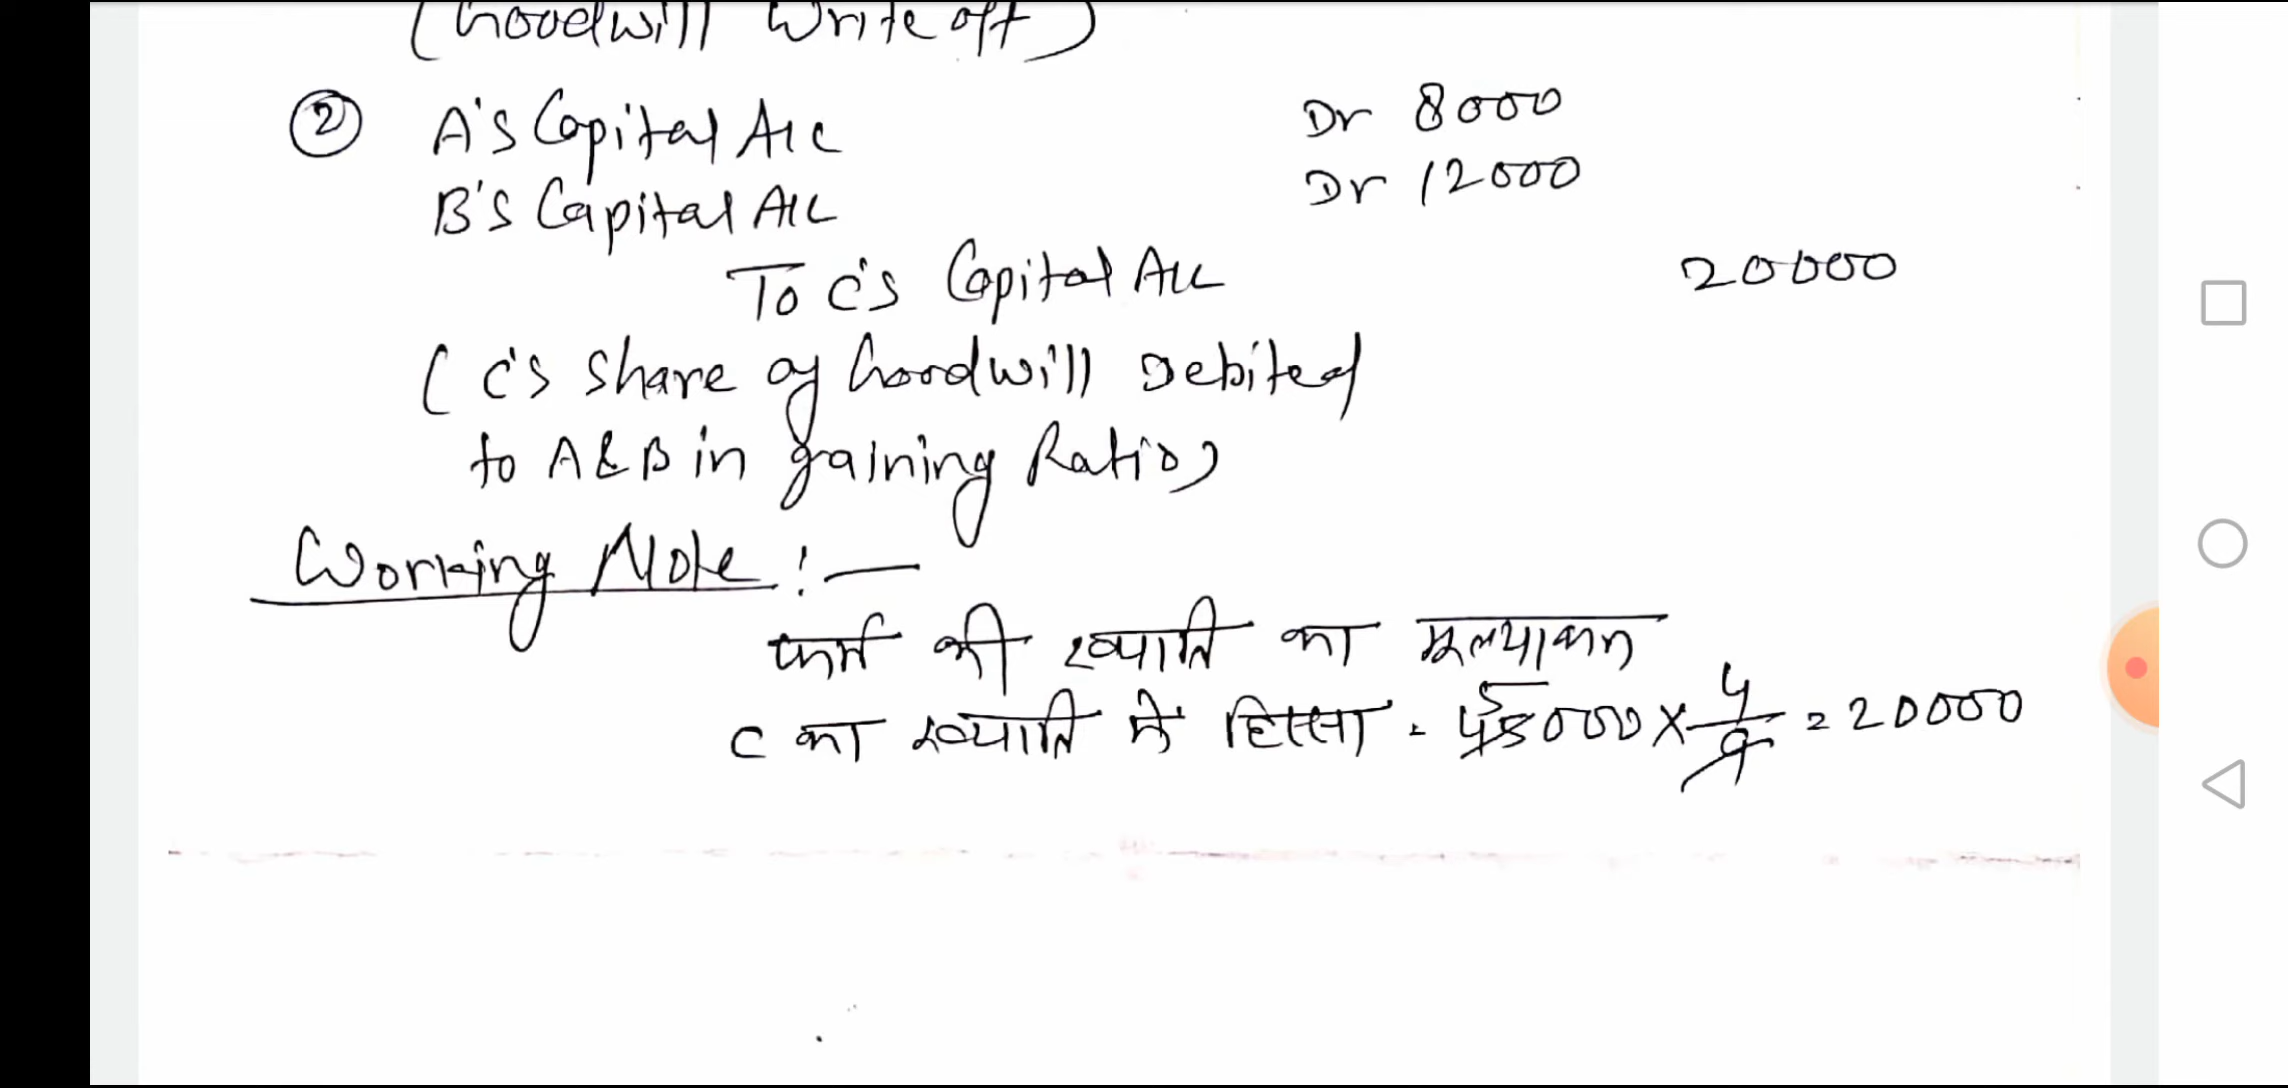 (Goodwill Write off)
② A's Capital A/c Dr 8000
B's Capital A/c Dr 12000
To C's Capital A/c 20000
( C's share of Goodwill Debited
to A & B in gaining Ratio)
Working Note :—
फर्म की ख्याति का मूल्यांकन
C का ख्याति में हिस्सा = 45000 × 4/9 = 20000
5